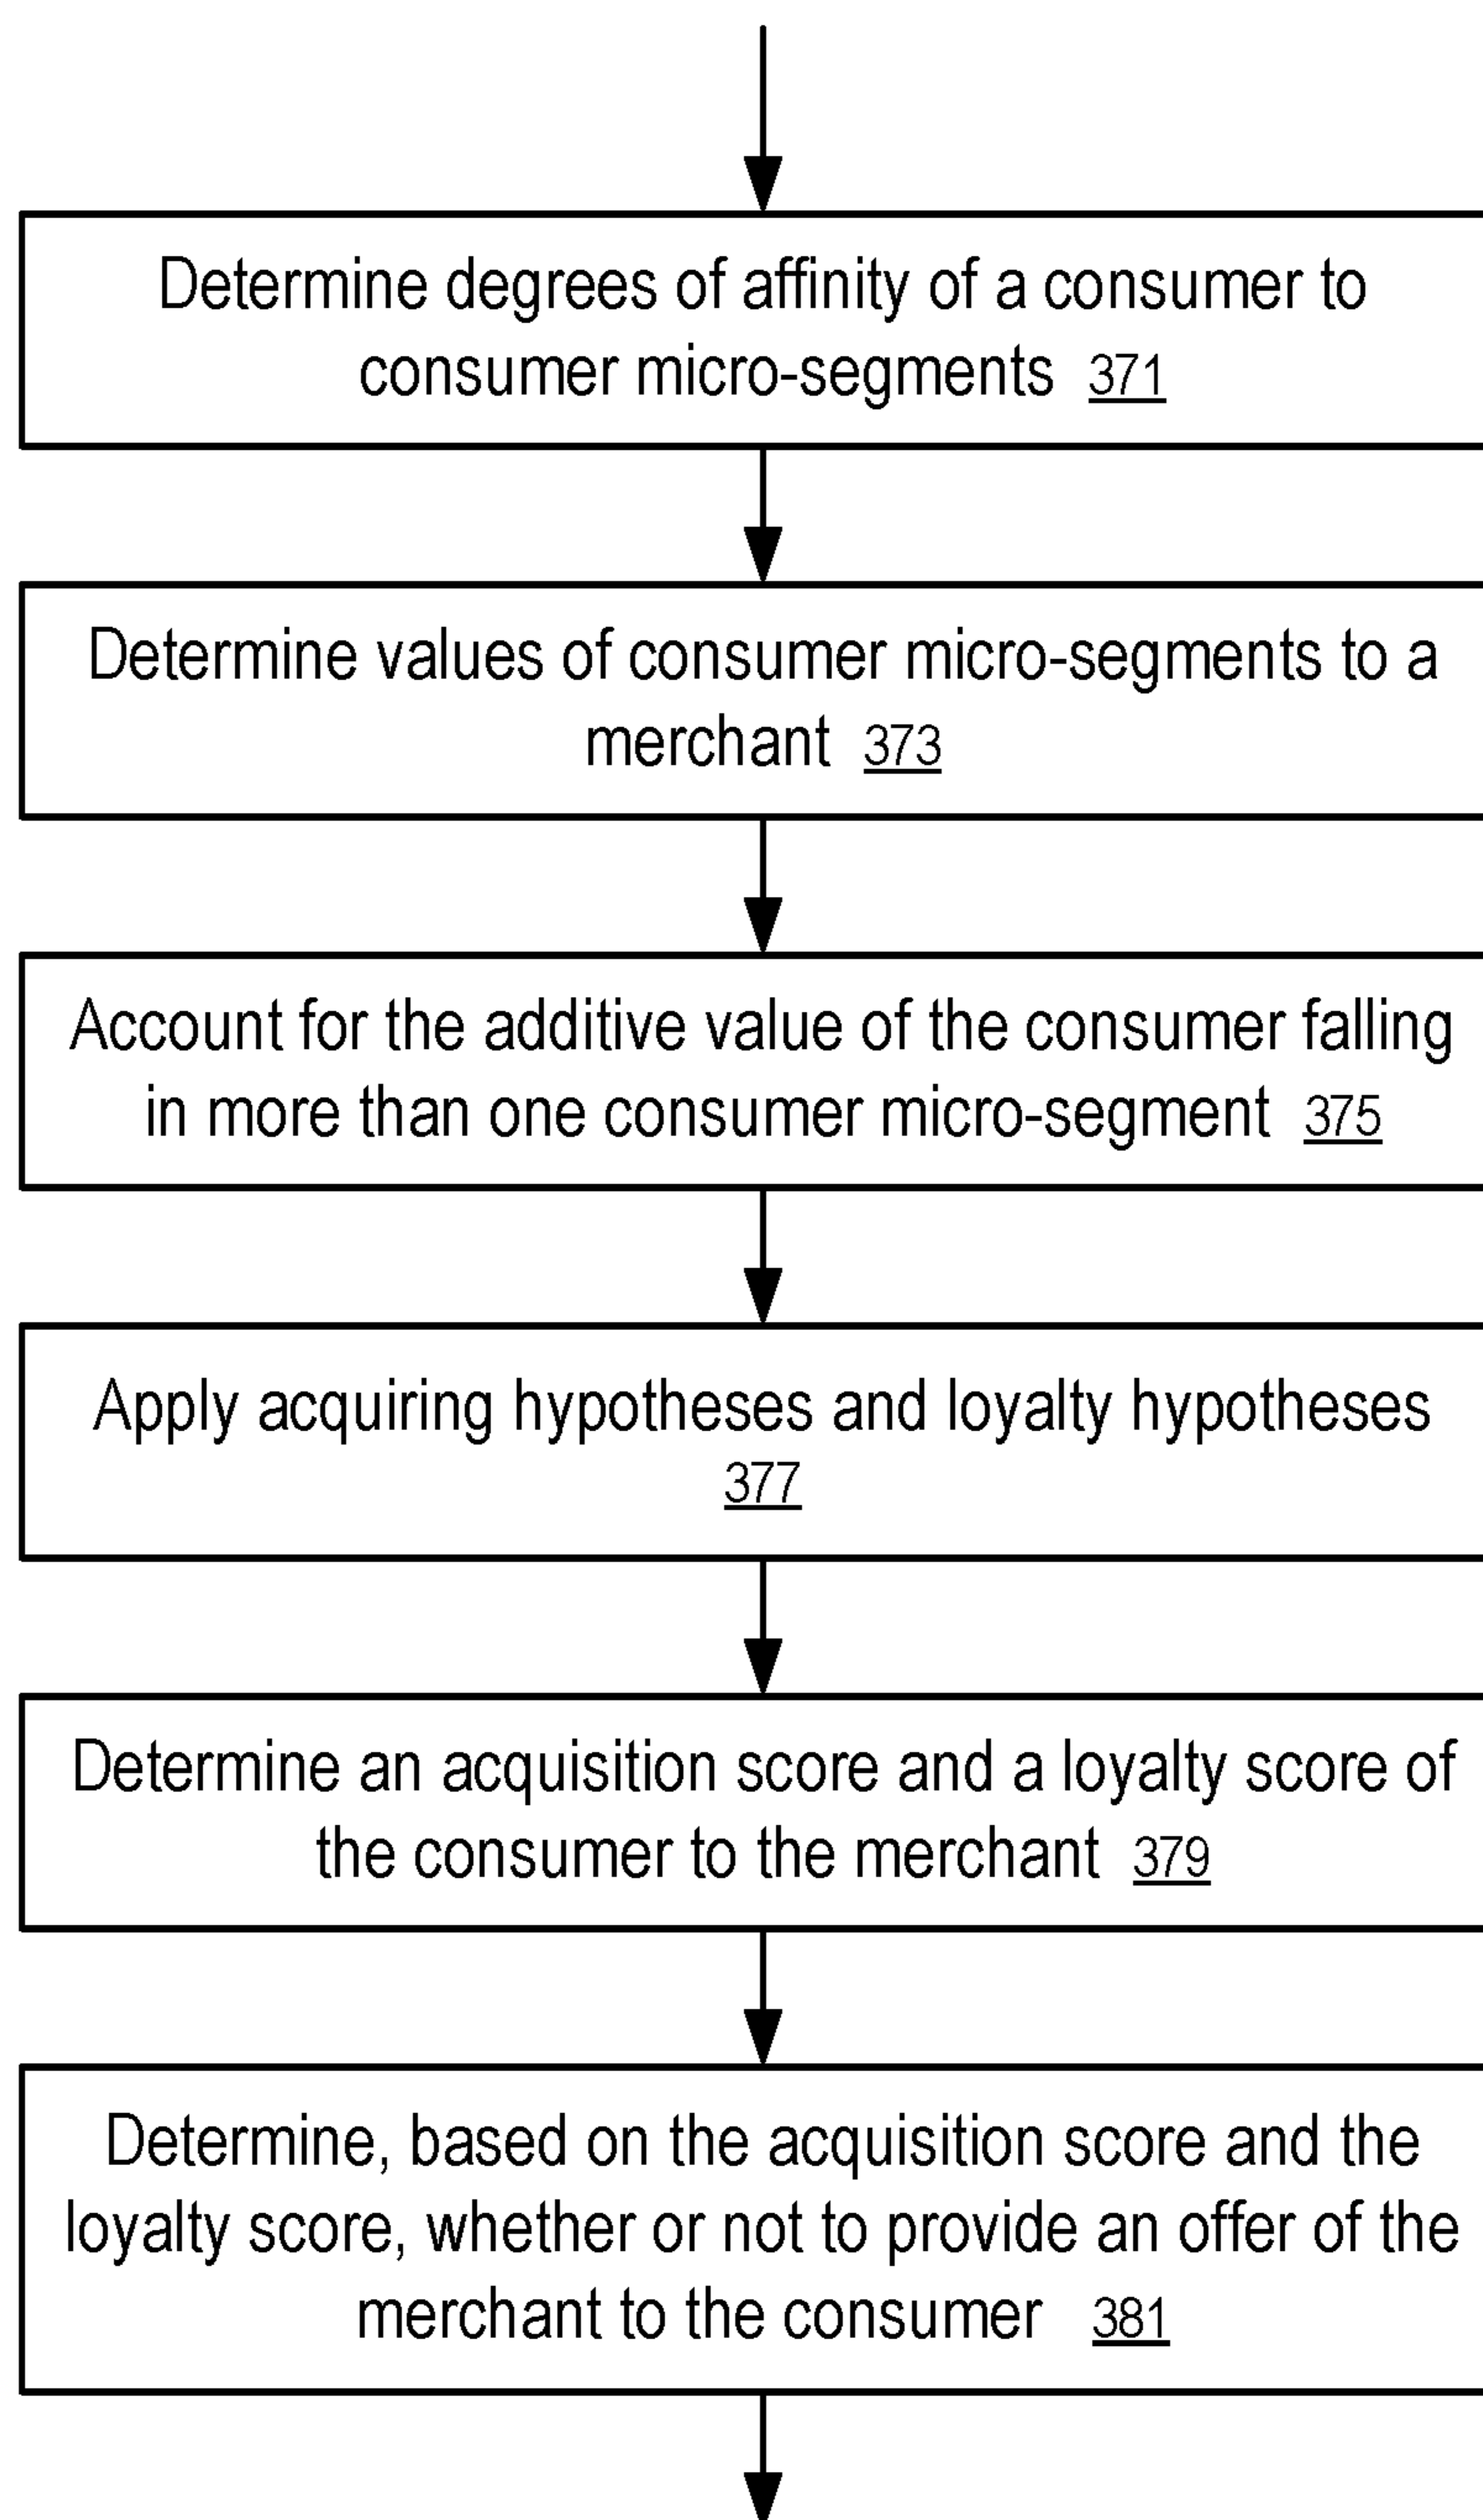 Determine degrees of affinity of a consumer to
consumer micro-segments 371
Determine values of consumer micro-segments to a
merchant 373
Account for the additive value of the consumer falling
in more than one consumer micro-segment 375
Apply acquiring hypotheses and loyalty hypotheses
377
Determine an acquisition score and a loyalty score of
the consumer to the merchant 379
Determine, based on the acquisition score and the
loyalty score, whether or not to provide an offer of the
merchant to the consumer 381